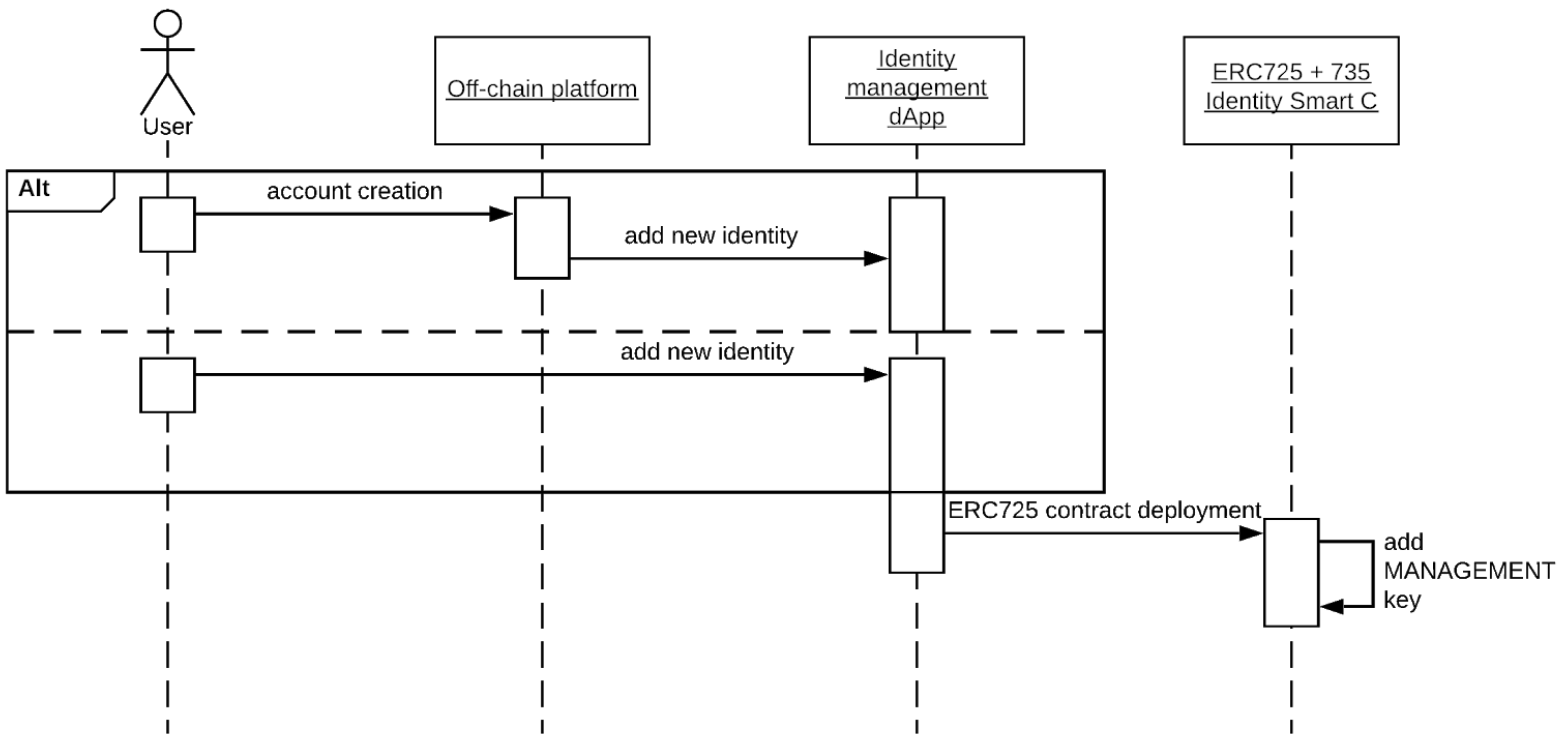 User
Off-chain platform
Identity
management
dApp
ERC725 + 735
Identity Smart C
Alt
account creation
add new identity
add new identity
ERC725 contract deployment
add
MANAGEMENT
key